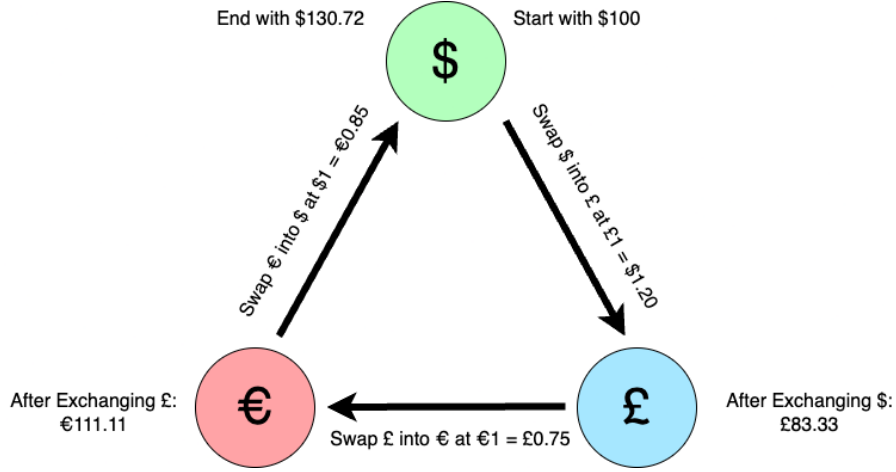 End with $130.72
Start with $100
$
Swap € into $ at $1 = €0.85
Swap $ into £ at £1 = $1.20
€
£
After Exchanging £:
€111.11
After Exchanging $:
£83.33
Swap £ into € at €1 = £0.75